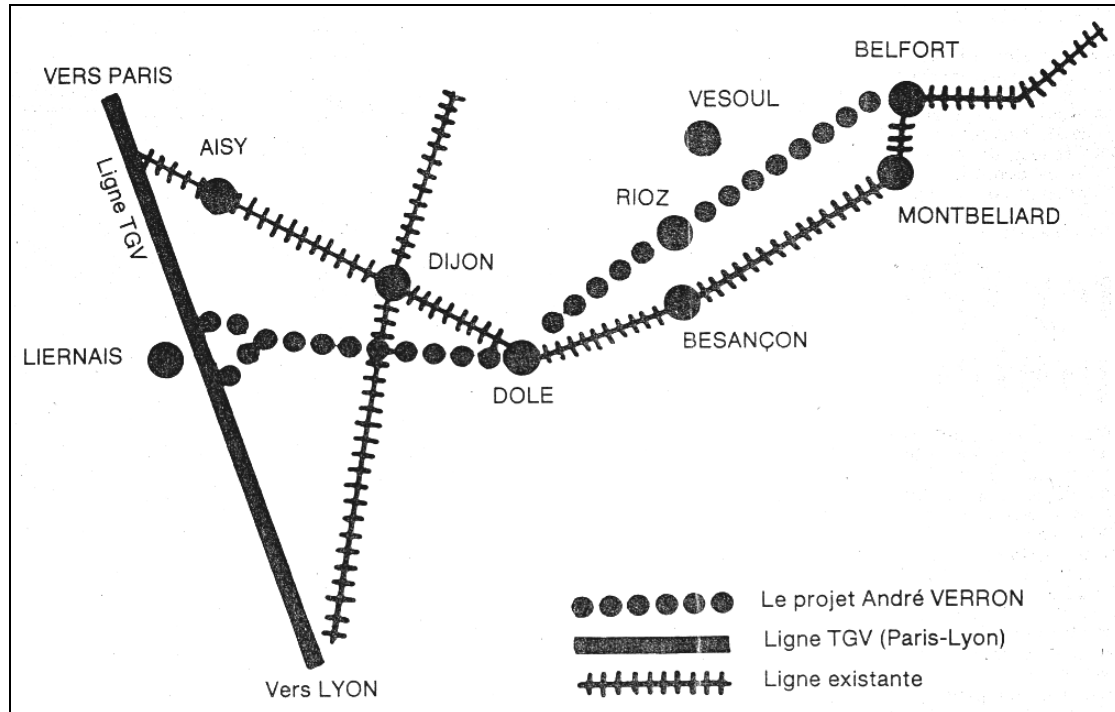 BELFORT
VERS PARIS
VESOUL
AISY
Ligne TGV
RIOZ
MONTBELIARD
DIJON
LIERNAIS
BESANÇON
DOLE
Le projet André VERRON
Ligne TGV (Paris-Lyon)
Ligne existante
Vers LYON